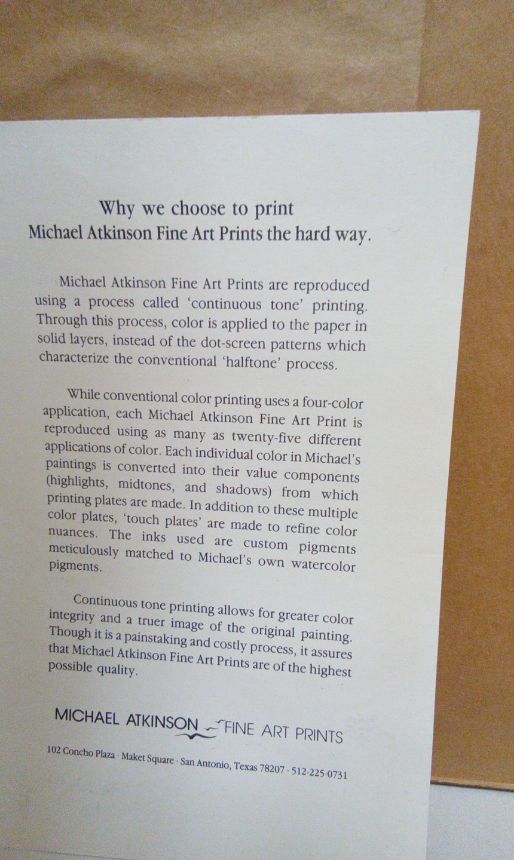 Why we choose to print
Michael Atkinson Fine Art Prints the hard way.
Michael Atkinson Fine Art Prints are reproduced
using a process called ‘continuous tone’ printing.
Through this process, color is applied to the paper in
solid layers, instead of the dot-screen patterns which
characterize the conventional ‘halftone’ process.
While conventional color printing uses a four-color
application, each Michael Atkinson Fine Art Print is
reproduced using as many as twenty-five different
applications of color. Each individual color in Michael’s
paintings is converted into their value components
(highlights, midtones, and shadows) from which
printing plates are made. In addition to these multiple
color plates, ‘touch plates’ are made to refine color
nuances. The inks used are custom pigments
meticulously matched to Michael’s own watercolor
pigments.
Continuous tone printing allows for greater color
integrity and a truer image of the original painting.
Though it is a painstaking and costly process, it assures
that Michael Atkinson Fine Art Prints are of the highest
possible quality.
MICHAEL ATKINSON FINE ART PRINTS
102 Concho Plaza · Maket Square · San Antonio, Texas 78207 · 512-225-0731